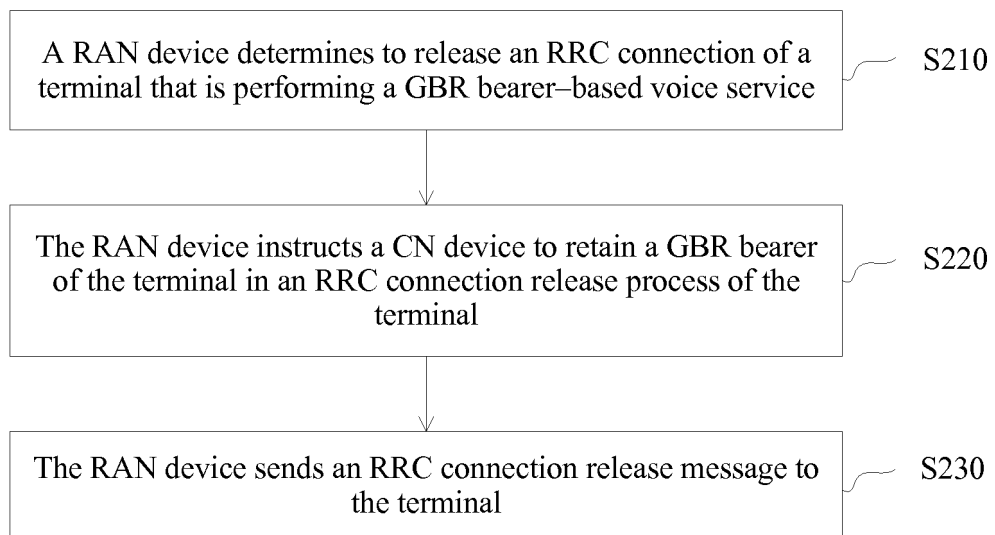 A RAN device determines to release an RRC connection of a
terminal that is performing a GBR bearer–based voice service
S210
The RAN device instructs a CN device to retain a GBR bearer
of the terminal in an RRC connection release process of the
terminal
S220
The RAN device sends an RRC connection release message to
the terminal
S230